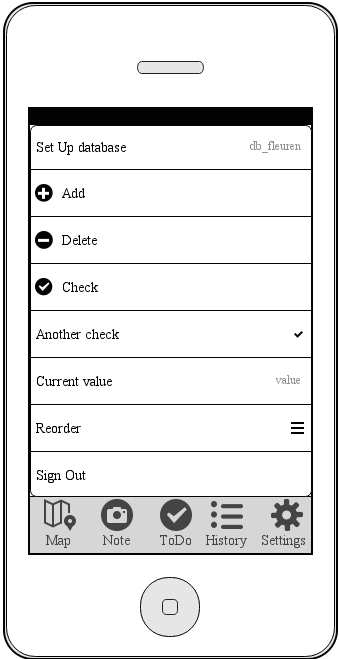 Set Up database db_fleuren
Add
Delete
Check
Another check
Current value value
Reorder
Sign Out
Map Note ToDo History Settings